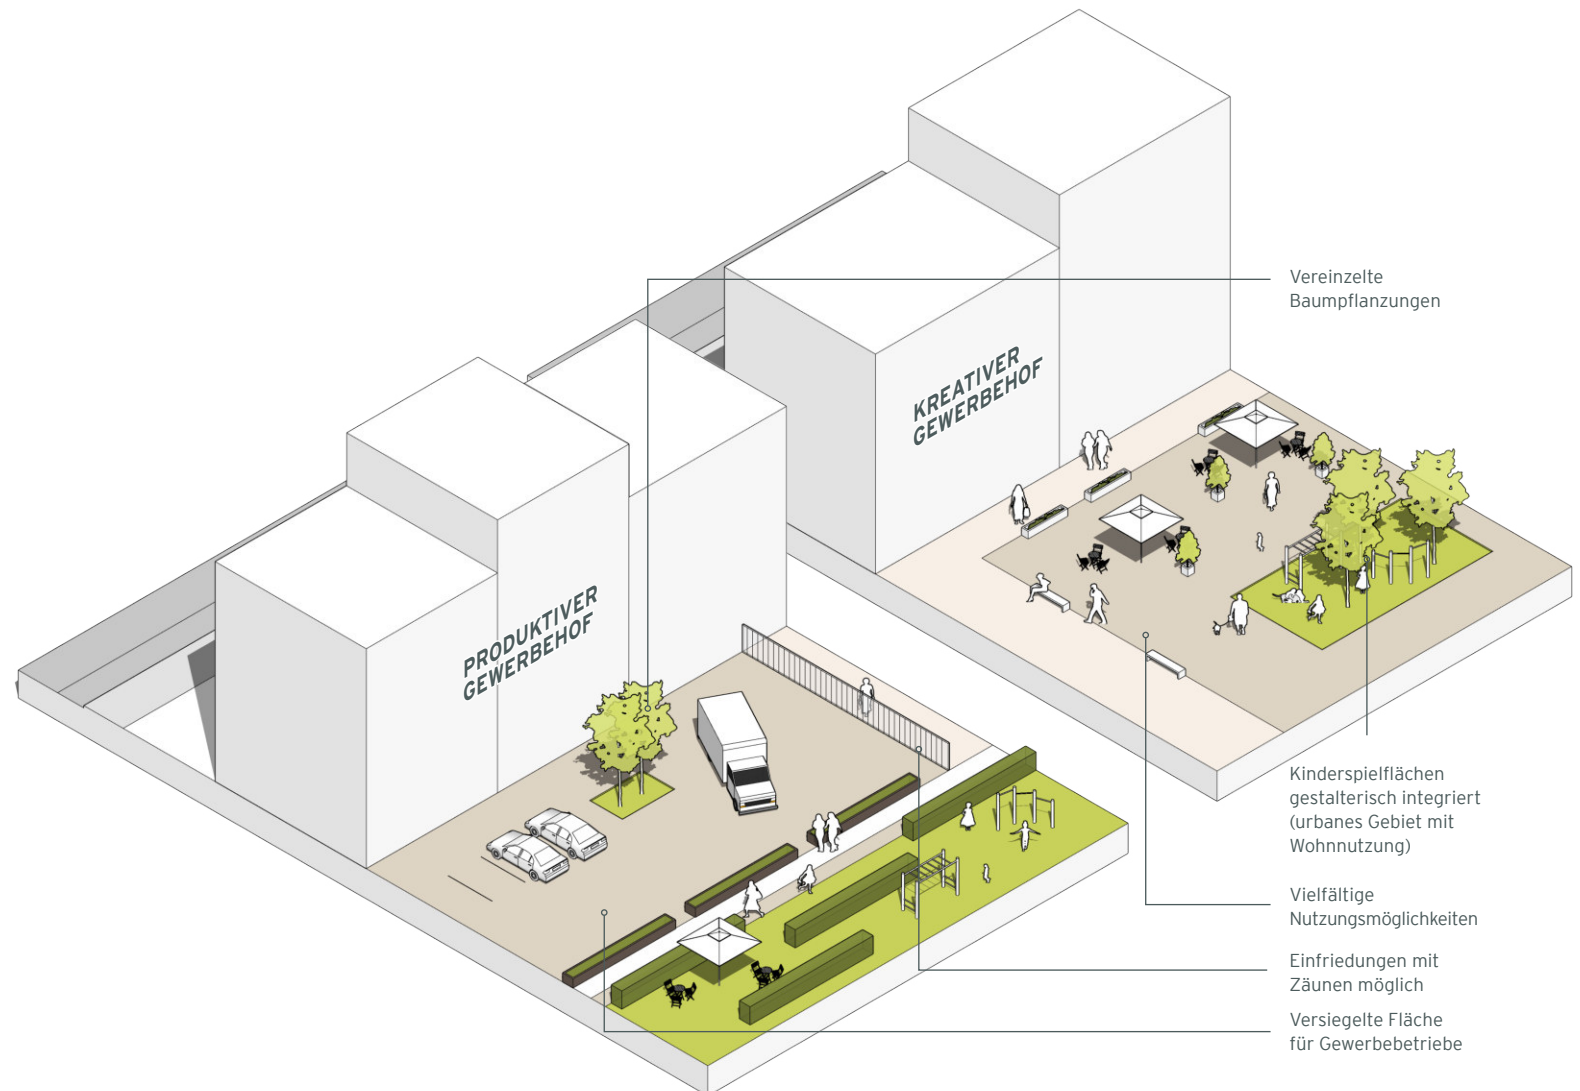 KREATIVER
GEWERBEHOF
PRODUKTIVER
GEWERBEHOF
Vereinzelte
Baumpflanzungen
Kinderspielflächen
gestalterisch integriert
(urbanes Gebiet mit
Wohnnutzung)
Vielfältige
Nutzungsmöglichkeiten
Einfriedungen mit
Zäunen möglich
Versiegelte Fläche
für Gewerbebetriebe